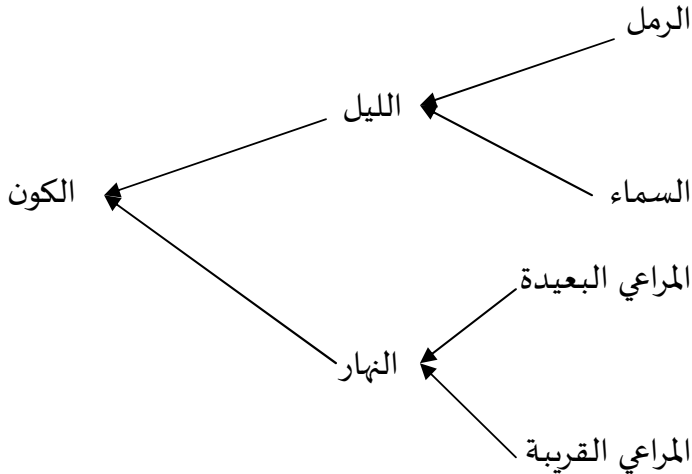 الرمل
الليل
السماء
الكون
المراعي البعيدة
النهار
المراعي القريبة